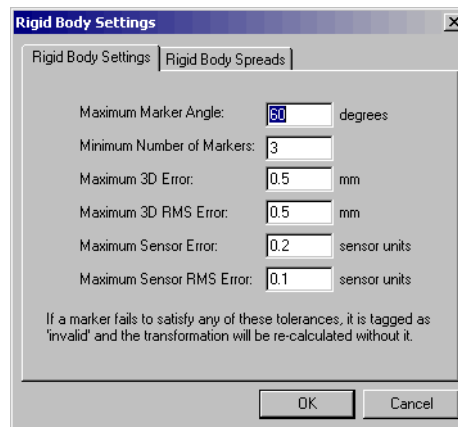 Rigid Body Settings
Rigid Body Settings Rigid Body Spreads
Maximum Marker Angle: 60 degrees
Minimum Number of Markers: 3
Maximum 3D Error: 0.5 mm
Maximum 3D RMS Error: 0.5 mm
Maximum Sensor Error: 0.2 sensor units
Maximum Sensor RMS Error: 0.1 sensor units
If a marker fails to satisfy any of these tolerances, it is tagged as
'invalid' and the transformation will be re-calculated without it.
OK Cancel